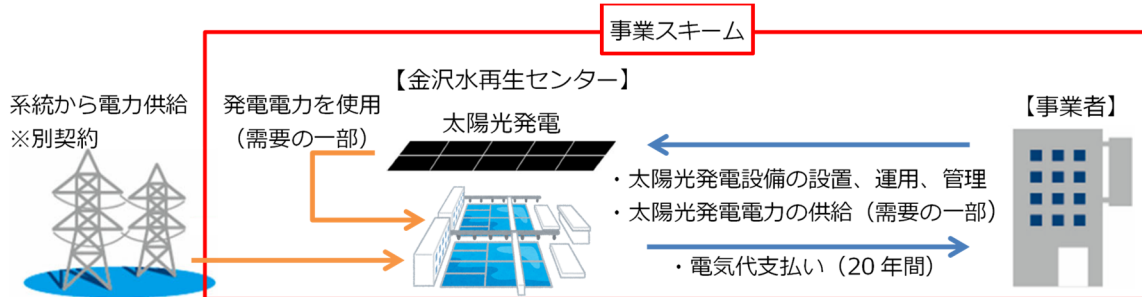 事業スキーム
系統から電力供給
※別契約
発電電力を使用
(需要の一部)
【金沢水再生センター】
太陽光発電
【事業者】
・太陽光発電設備の設置、運用、管理
・太陽光発電電力の供給(需要の一部)
・電気代支払い(20年間)